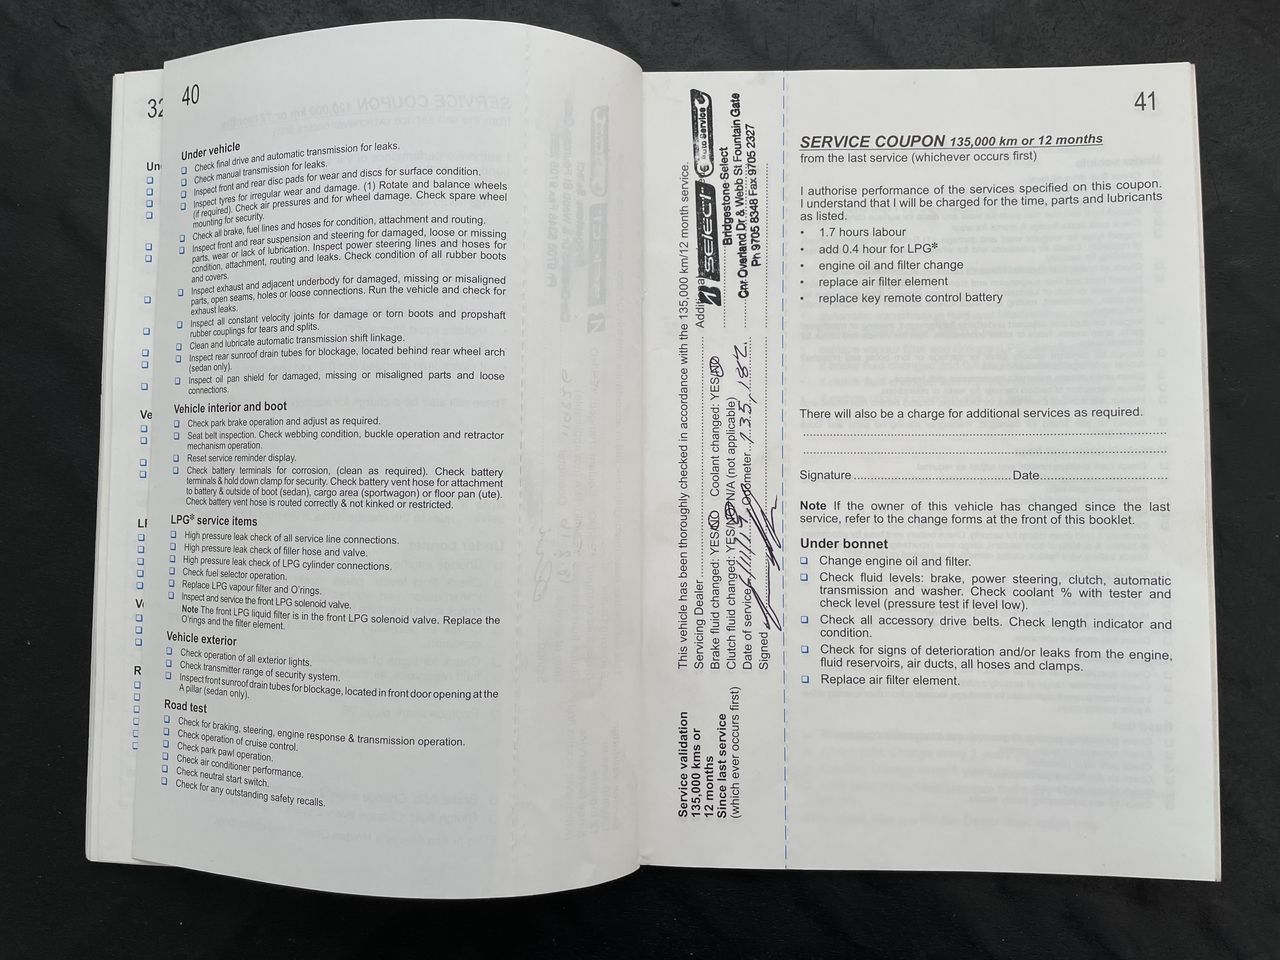 32
Un
Ve
LF
V
R
40
Under vehicle
❑ Check final drive and automatic transmission for leaks.
❑ Check manual transmission for leaks.
❑ Inspect front and rear disc pads for wear and discs for surface condition.
❑ Inspect tyres for irregular wear and damage. (1) Rotate and balance wheels
(if required). Check air pressures and for wheel damage. Check spare wheel
mounting for security.
❑ Check all brake, fuel lines and hoses for condition, attachment and routing.
❑ Inspect front and rear suspension and steering for damaged, loose or missing
parts, wear or lack of lubrication. Inspect power steering lines and hoses for
condition, attachment, routing and leaks. Check condition of all rubber boots
and covers.
❑ Inspect exhaust and adjacent underbody for damaged, missing or misaligned
parts, open seams, holes or loose connections. Run the vehicle and check for
exhaust leaks.
❑ Inspect all constant velocity joints for damage or torn boots and propshaft
rubber couplings for tears and splits.
❑ Clean and lubricate automatic transmission shift linkage.
❑ Inspect rear sunroof drain tubes for blockage, located behind rear wheel arch
(sedan only).
❑ Inspect oil pan shield for damaged, missing or misaligned parts and loose
connections.
Vehicle interior and boot
❑ Check park brake operation and adjust as required.
❑ Seat belt inspection. Check webbing condition, buckle operation and retractor
mechanism operation.
❑ Reset service reminder display.
❑ Check battery terminals for corrosion, (clean as required). Check battery
terminals & hold down clamp for security. Check battery vent hose for attachment
to battery & outside of boot (sedan), cargo area (sportwagon) or floor pan (ute).
Check battery vent hose is routed correctly & not kinked or restricted.
LPG* service items
❑ High pressure leak check of all service line connections.
❑ High pressure leak check of filler hose and valve.
❑ High pressure leak check of LPG cylinder connections.
❑ Check fuel selector operation.
❑ Replace LPG vapour filter and O'rings.
❑ Inspect and service the front LPG solenoid valve.
Note The front LPG liquid filter is in the front LPG solenoid valve. Replace the
O'rings and the filter element.
Vehicle exterior
❑ Check operation of all exterior lights.
❑ Check transmitter range of security system.
❑ Inspect front sunroof drain tubes for blockage, located in front door opening at the
A pillar (sedan only).
Road test
❑ Check for braking, steering, engine response & transmission operation.
❑ Check operation of cruise control.
❑ Check park pawl operation.
❑ Check air conditioner performance.
❑ Check neutral start switch.
❑ Check for any outstanding safety recalls.
Service validation
135,000 kms or
12 months
Since last service
(which ever occurs first)
This vehicle has been thoroughly checked in accordance with the 135,000 km/12 month service.
Servicing Dealer
Brake fluid changed: YES/NO Coolant changed: YES/NO
Clutch fluid changed: YES/NO/N/A (not applicable)
Date of service Odometer 135,182
Signed
Select Auto Service
Bridgestone Select
Cnr Overland Dr & Webb St Fountain Gate
Ph 9705 8348 Fax 9705 2327
41
SERVICE COUPON 135,000 km or 12 months
from the last service (whichever occurs first)
I authorise performance of the services specified on this coupon.
I understand that I will be charged for the time, parts and lubricants
as listed.
• 1.7 hours labour
• add 0.4 hour for LPG*
• engine oil and filter change
• replace air filter element
• replace key remote control battery
There will also be a charge for additional services as required.
Signature Date
Note If the owner of this vehicle has changed since the last
service, refer to the change forms at the front of this booklet.
Under bonnet
❑ Change engine oil and filter.
❑ Check fluid levels: brake, power steering, clutch, automatic
transmission and washer. Check coolant % with tester and
check level (pressure test if level low).
❑ Check all accessory drive belts. Check length indicator and
condition.
❑ Check for signs of deterioration and/or leaks from the engine,
fluid reservoirs, air ducts, all hoses and clamps.
❑ Replace air filter element.